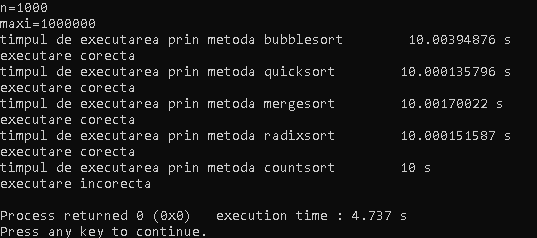 n=1000
maxi=1000000
timpul de executarea prin metoda bubblesort 10.00394876 s
executare corecta
timpul de executarea prin metoda quicksort 10.000135796 s
executare corecta
timpul de executarea prin metoda mergesort 10.00170022 s
executare corecta
timpul de executarea prin metoda radixsort 10.000151587 s
executare corecta
timpul de executarea prin metoda countsort 10 s
executare incorecta
Process returned 0 (0x0) execution time : 4.737 s
Press any key to continue.